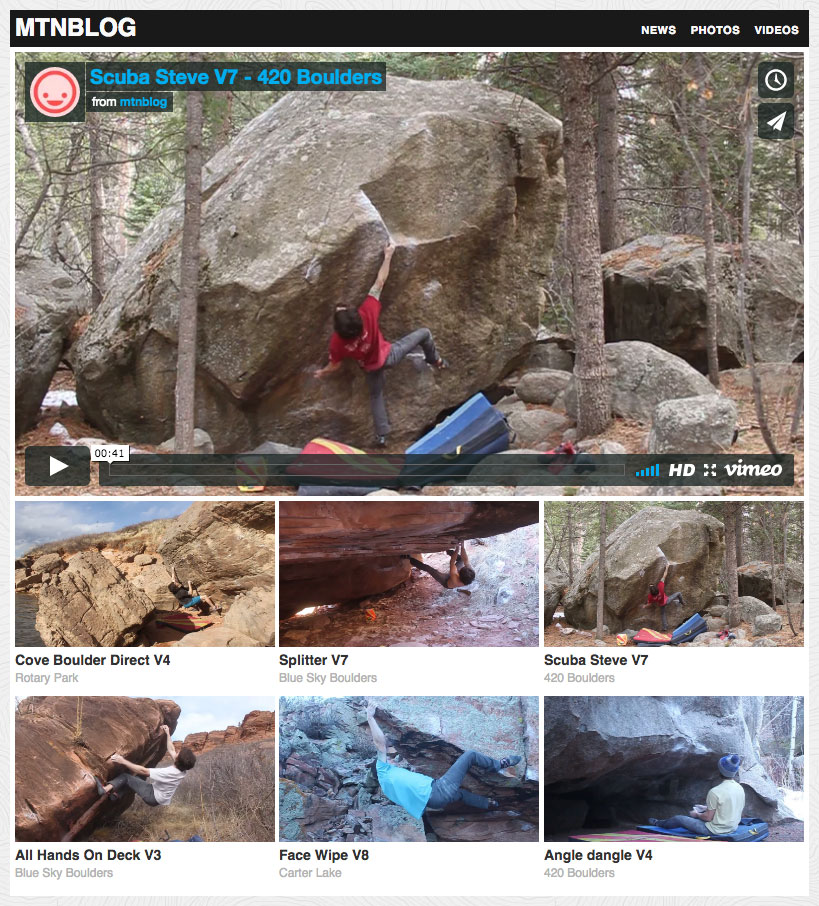 MTNBLOG
NEWS PHOTOS VIDEOS
Scuba Steve V7 - 420 Boulders
from mtnblog
00:41
HD vimeo
Cove Boulder Direct V4
Rotary Park
Splitter V7
Blue Sky Boulders
Scuba Steve V7
420 Boulders
All Hands On Deck V3
Blue Sky Boulders
Face Wipe V8
Carter Lake
Angle dangle V4
420 Boulders